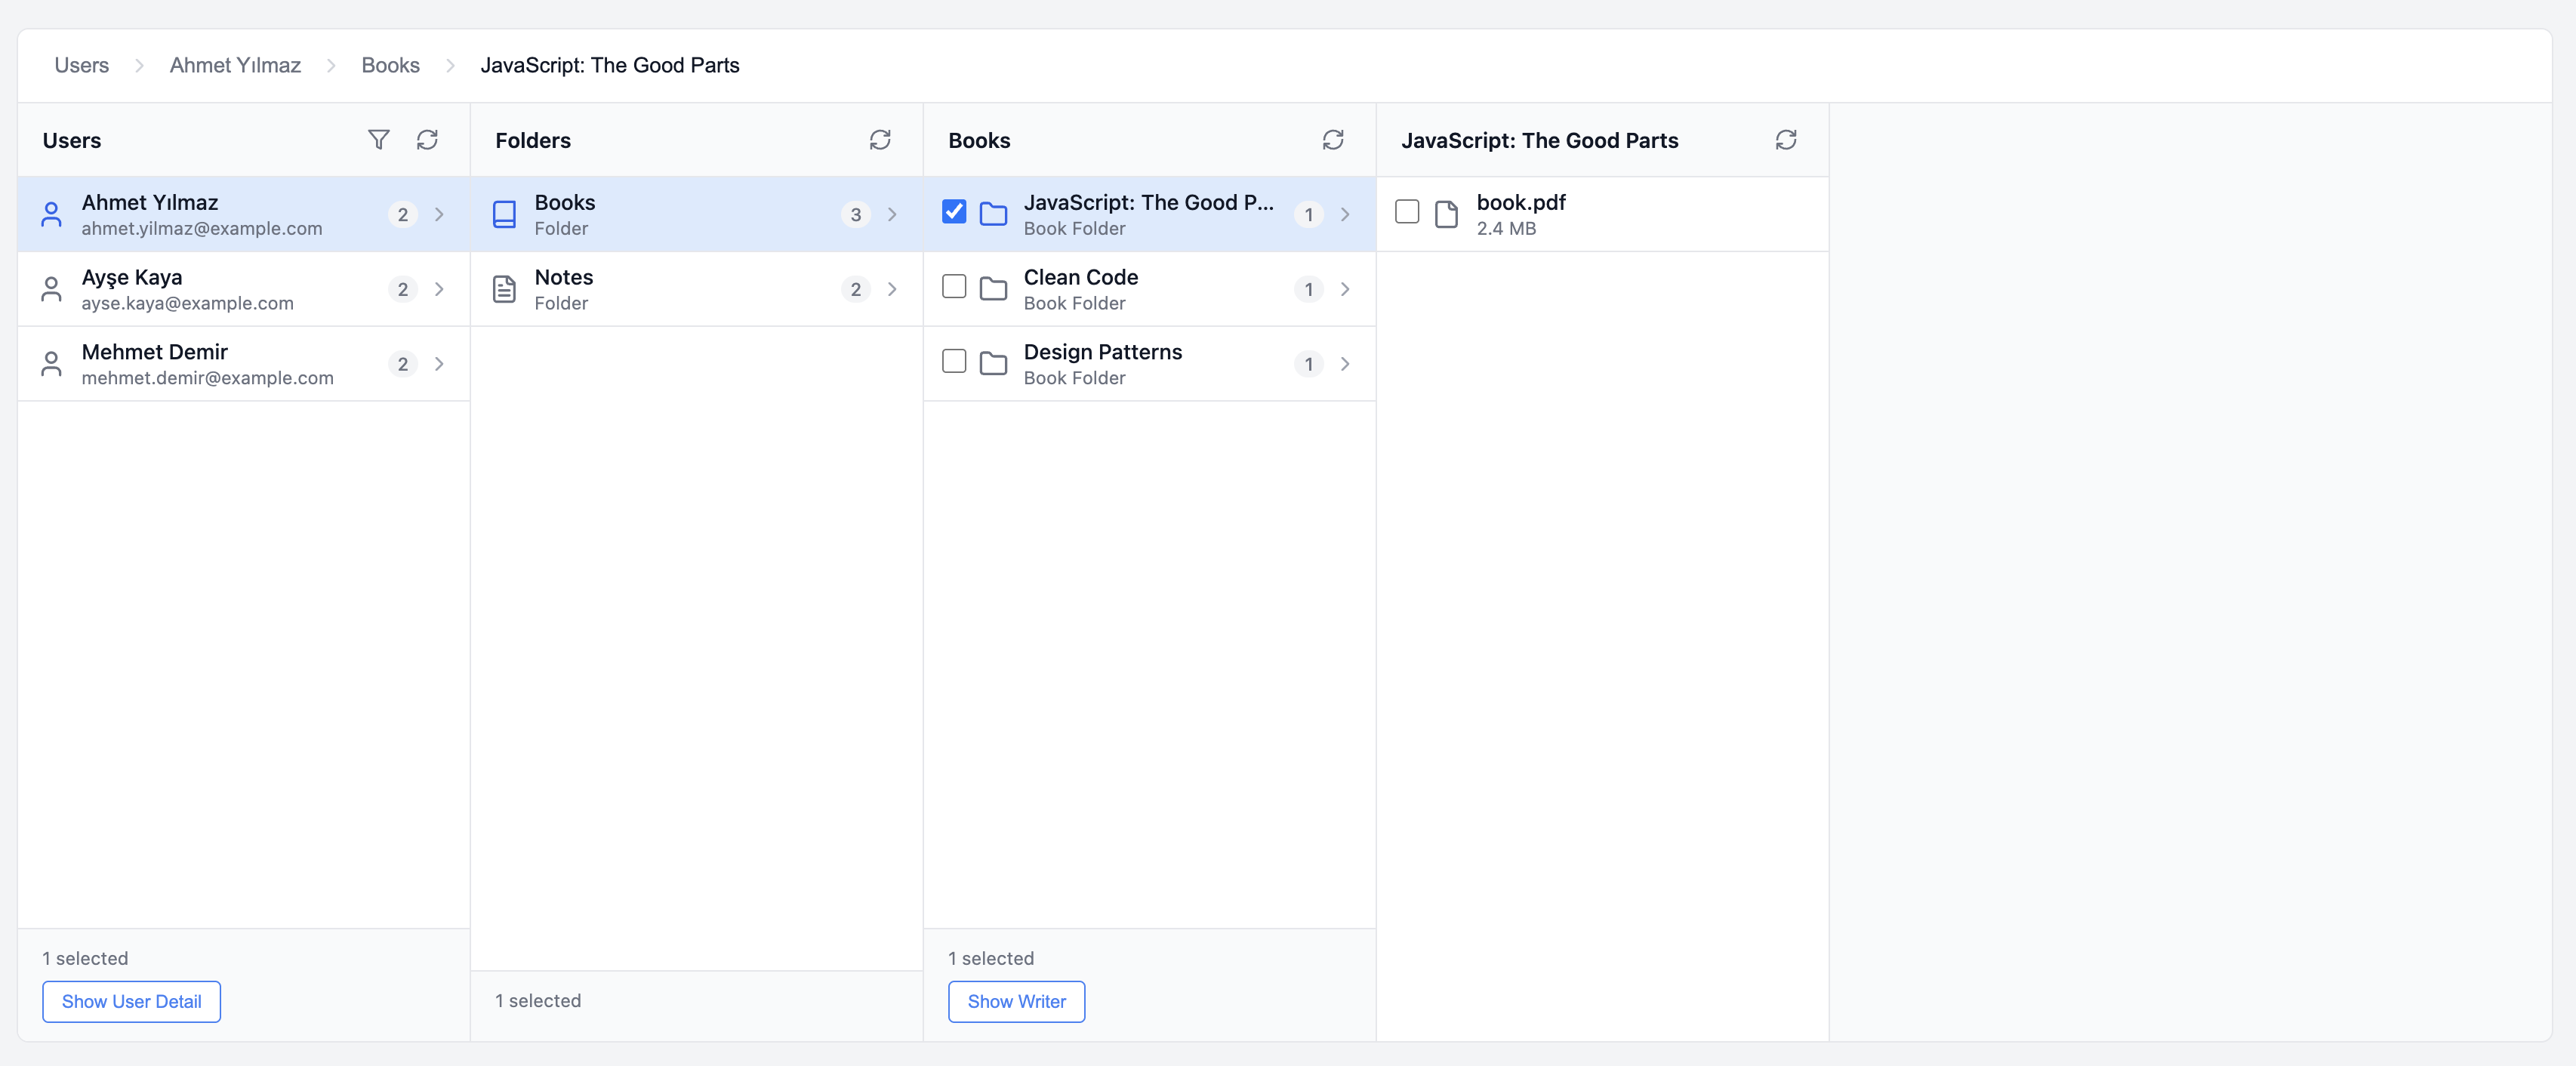 Users
Ahmet Yılmaz
Books
JavaScript: The Good Parts
Users
Ahmet Yılmaz
ahmet.yilmaz@example.com
2
Ayşe Kaya
ayse.kaya@example.com
2
Mehmet Demir
mehmet.demir@example.com
2
1 selected
Show User Detail
Folders
Books
Folder
3
Notes
Folder
2
1 selected
Books
JavaScript: The Good P...
Book Folder
1
Clean Code
Book Folder
1
Design Patterns
Book Folder
1
1 selected
Show Writer
JavaScript: The Good Parts
book.pdf
2.4 MB